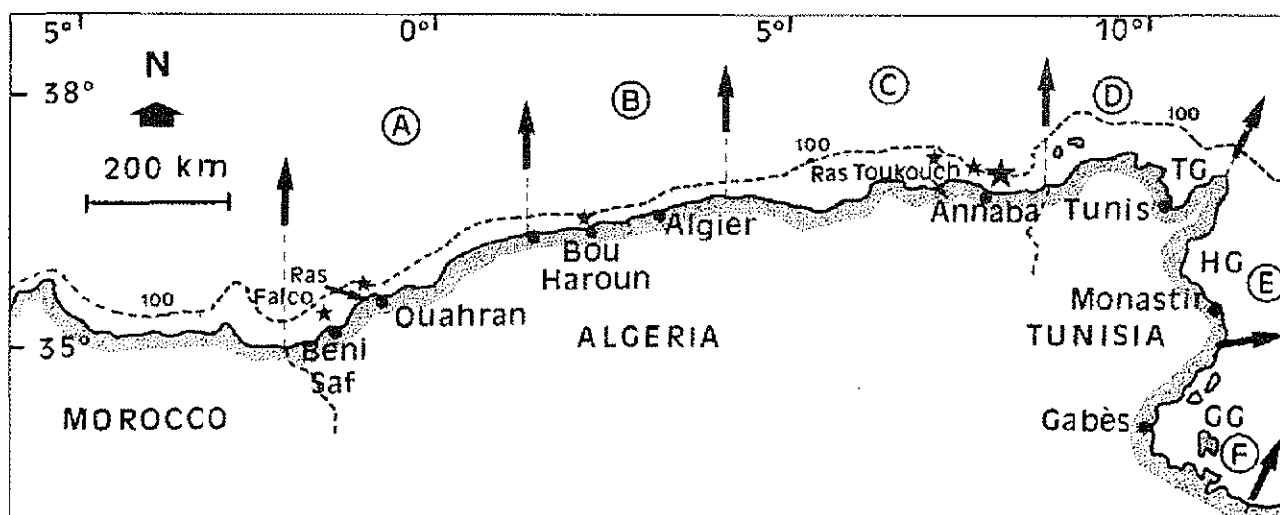 5°
0°
5°
10°
N
38°
A
B
C
D
100
100
200 km
Ras Toukouch
TG
Algier
Annaba
Tunis
Bou
Haroun
HG
E
Ras
Falco
100
Ouahran
Monastir
ALGERIA
TUNISIA
35°
Béni
Saf
MOROCCO
Gabès
GG
F